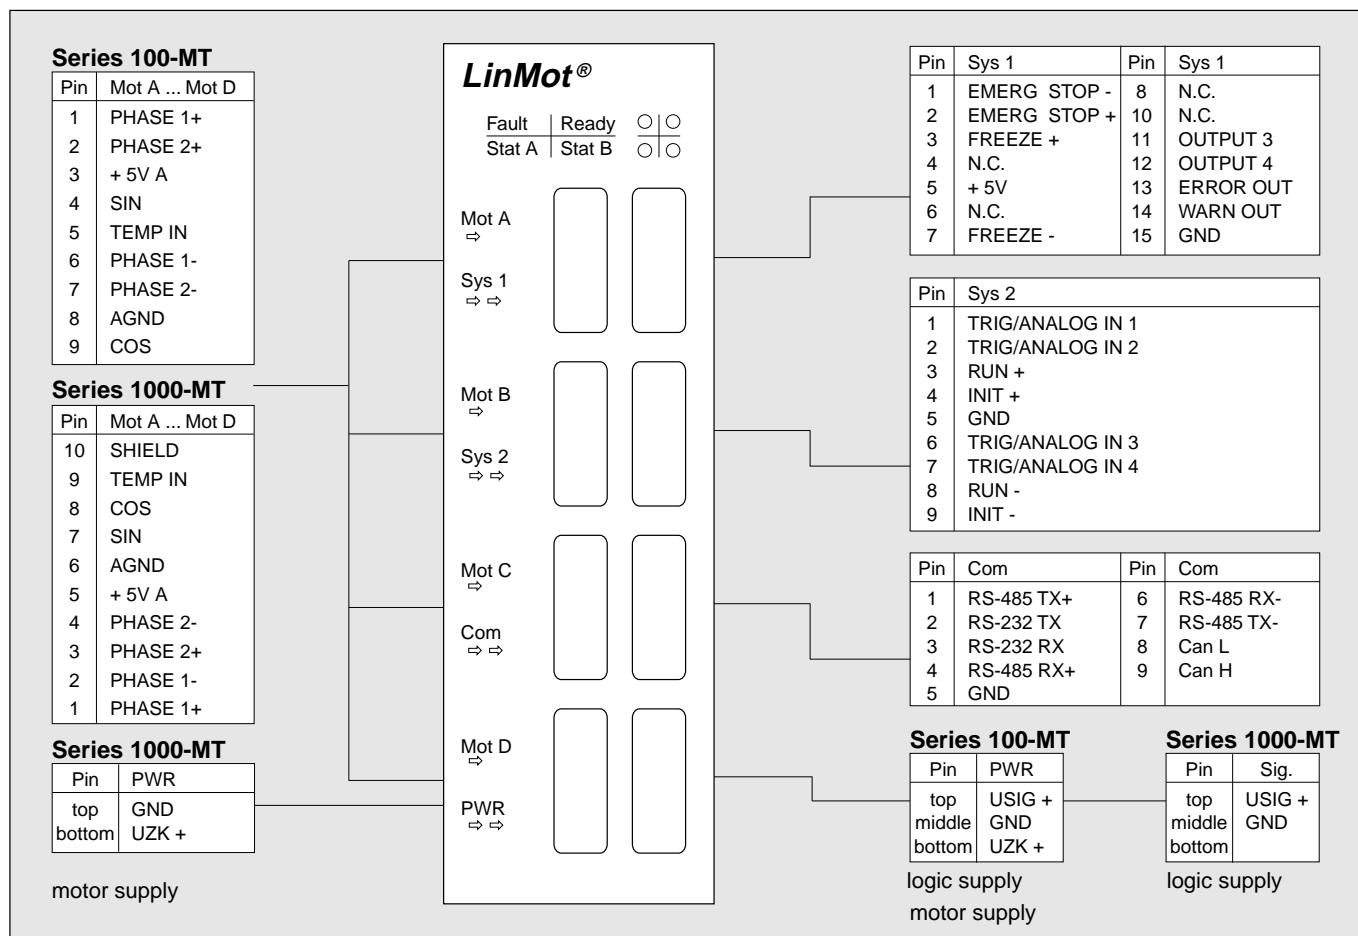 Series 100-MT
Pin Mot A ... Mot D
1 PHASE 1+
2 PHASE 2+
3 + 5V A
4 SIN
5 TEMP IN
6 PHASE 1-
7 PHASE 2-
8 AGND
9 COS
Series 1000-MT
Pin Mot A ... Mot D
10 SHIELD
9 TEMP IN
8 COS
7 SIN
6 AGND
5 + 5V A
4 PHASE 2-
3 PHASE 2+
2 PHASE 1-
1 PHASE 1+
Series 1000-MT
Pin PWR
top GND
bottom UZK +
motor supply
LinMot®
Fault Ready
Stat A Stat B
Mot A
⇨
Sys 1
⇨ ⇨
Mot B
⇨
Sys 2
⇨ ⇨
Mot C
⇨
Com
⇨ ⇨
Mot D
⇨
PWR
⇨ ⇨
Pin Sys 1 Pin Sys 1
1 EMERG STOP - 8 N.C.
2 EMERG STOP + 10 N.C.
3 FREEZE + 11 OUTPUT 3
4 N.C. 12 OUTPUT 4
5 + 5V 13 ERROR OUT
6 N.C. 14 WARN OUT
7 FREEZE - 15 GND
Pin Sys 2
1 TRIG/ANALOG IN 1
2 TRIG/ANALOG IN 2
3 RUN +
4 INIT +
5 GND
6 TRIG/ANALOG IN 3
7 TRIG/ANALOG IN 4
8 RUN -
9 INIT -
Pin Com Pin Com
1 RS-485 TX+ 6 RS-485 RX-
2 RS-232 TX 7 RS-485 TX-
3 RS-232 RX 8 Can L
4 RS-485 RX+ 9 Can H
5 GND
Series 100-MT
Pin PWR
top USIG +
middle GND
bottom UZK +
logic supply
motor supply
Series 1000-MT
Pin Sig.
top USIG +
middle GND
bottom
logic supply